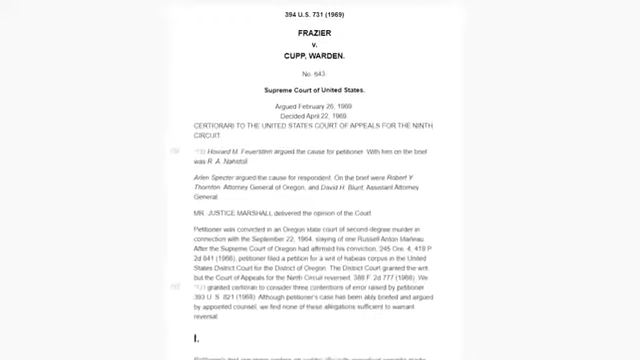 394 U.S. 731 (1969)
FRAZIER
v.
CUPP, WARDEN.
No. 643.
Supreme Court of United States.
Argued February 26, 1969
Decided April 22, 1969
CERTIORARI TO THE UNITED STATES COURT OF APPEALS FOR THE NINTH
CIRCUIT
Howard M. Feuerstein argued the cause for petitioner. With him on the brief
was R. A. Nahstoll.
Arlen Specter argued the cause for respondent. On the brief were Robert Y
Thornton, Attorney General of Oregon, and David H. Blunt, Assistant Attorney
General.
MR. JUSTICE MARSHALL delivered the opinion of the Court
Petitioner was convicted in an Oregon state court of second-degree murder in
connection with the September 22, 1964, slaying of one Russell Anton Marleau
After the Supreme Court of Oregon had affirmed his conviction, 245 Ore. 4, 418 P.
2d 841 (1966), petitioner filed a petition for a writ of habeas corpus in the United
States District Court for the District of Oregon. The District Court granted the writ
but the Court of Appeals for the Ninth Circuit reversed, 388 F. 2d 777 (1968). We
granted certiorari to consider three contentions of error raised by petitioner
393 U. S. 821 (1968). Although petitioner's case has been ably briefed and argued
by appointed counsel, we find none of these allegations sufficient to warrant
reversal.
I.